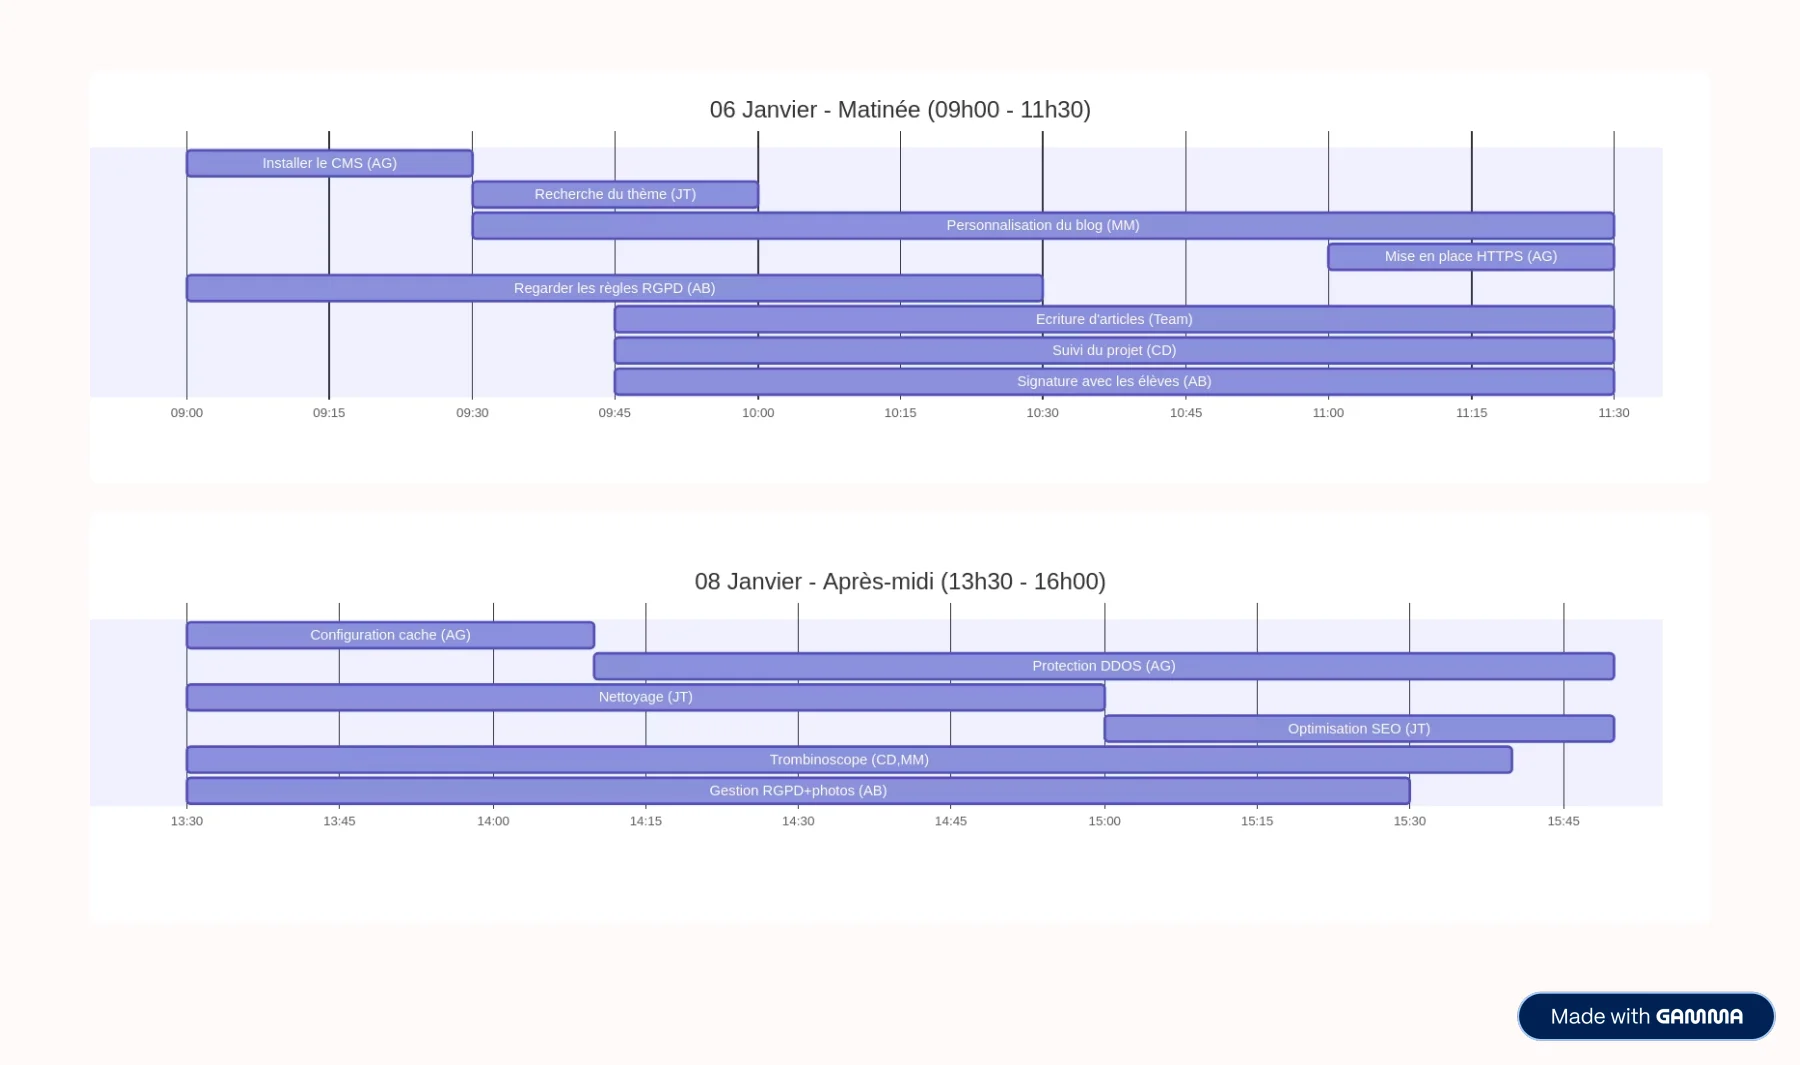 06 Janvier - Matinée (09h00 - 11h30)
Installer le CMS (AG)
Recherche du thème (JT)
Personnalisation du blog (MM)
Mise en place HTTPS (AG)
Regarder les règles RGPD (AB)
Ecriture d'articles (Team)
Suivi du projet (CD)
Signature avec les élèves (AB)
09:00 09:15 09:30 09:45 10:00 10:15 10:30 10:45 11:00 11:15 11:30
08 Janvier - Après-midi (13h30 - 16h00)
Configuration cache (AG)
Protection DDOS (AG)
Nettoyage (JT)
Optimisation SEO (JT)
Trombinoscope (CD,MM)
Gestion RGPD+photos (AB)
13:30 13:45 14:00 14:15 14:30 14:45 15:00 15:15 15:30 15:45
Made with GAMMA